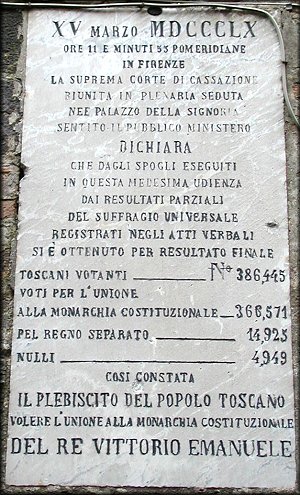 XV MARZO MDCCCLX
ORE 11 E MINUTI 53 POMERIDIANE
IN FIRENZE
LA SUPREMA CORTE DI CASSAZIONE
RIUNITA IN PLENARIA SEDUTA
NEE PALAZZO DELLA SIGNORIA
SENTITO IL PUBBLICO MINISTERO
DICHIARA
CHE DAGLI SPOGLI ESEGUITI
IN QUESTA MEDESIMA UDIENZA
DAI RESULTATI PARZIALI
DEL SUFFRAGIO UNIVERSALE
REGISTRATI NEGLI ATTI VERBALI
SI È OTTENUTO PER RESULTATO FINALE
TOSCANI VOTANTI No 386,445
VOTI PER L'UNIONE
ALLA MONARCHIA COSTITUZIONALE 366,571
PEL REGNO SEPARATO 14,925
NULLI 4,949
COSI CONSTATA
IL PLEBISCITO DEL POPOLO TOSCANO
VOLERE L'UNIONE ALLA MONARCHIA COSTITUZIONALE
DEL RE VITTORIO EMANUELE